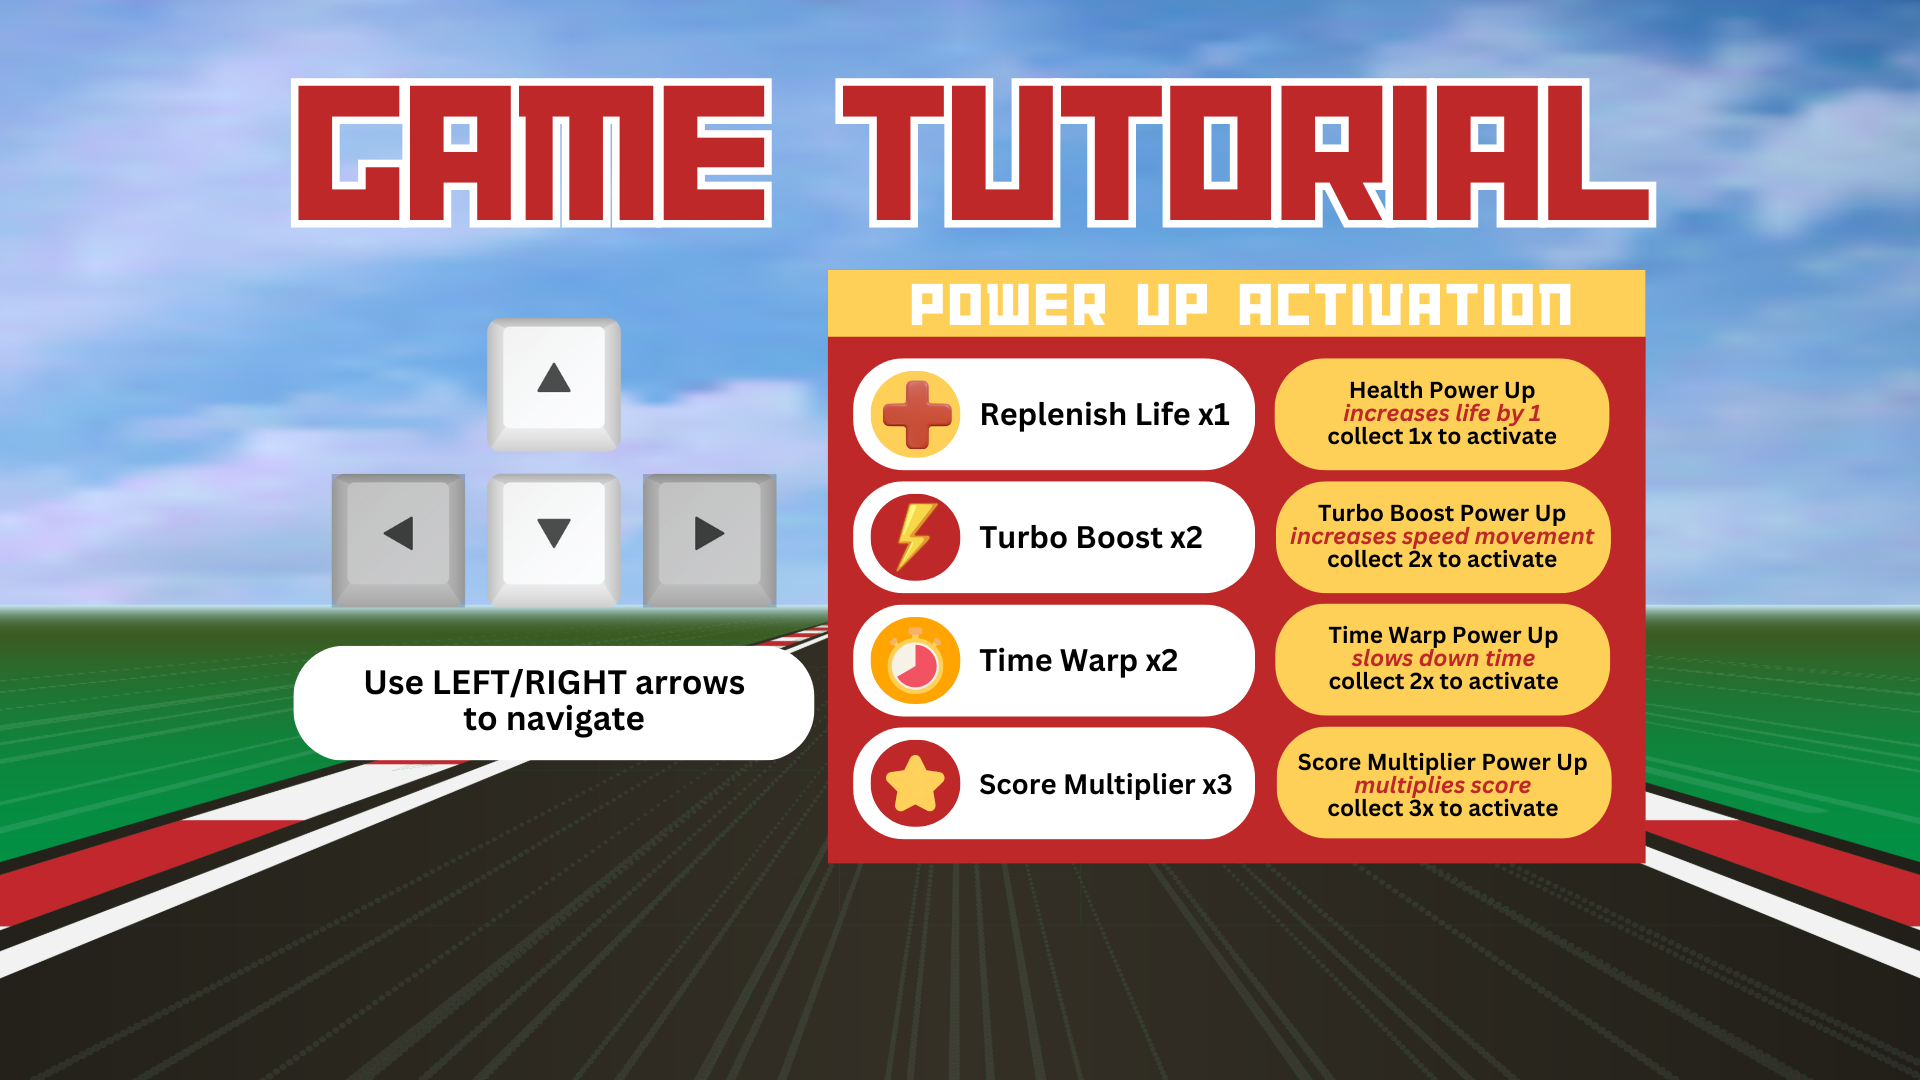 GAME TUTORIAL
Use LEFT/RIGHT arrows
to navigate
POWER UP ACTIVATION
Replenish Life x1
Health Power Up
increases life by 1
collect 1x to activate
Turbo Boost x2
Turbo Boost Power Up
increases speed movement
collect 2x to activate
Time Warp x2
Time Warp Power Up
slows down time
collect 2x to activate
Score Multiplier x3
Score Multiplier Power Up
multiplies score
collect 3x to activate